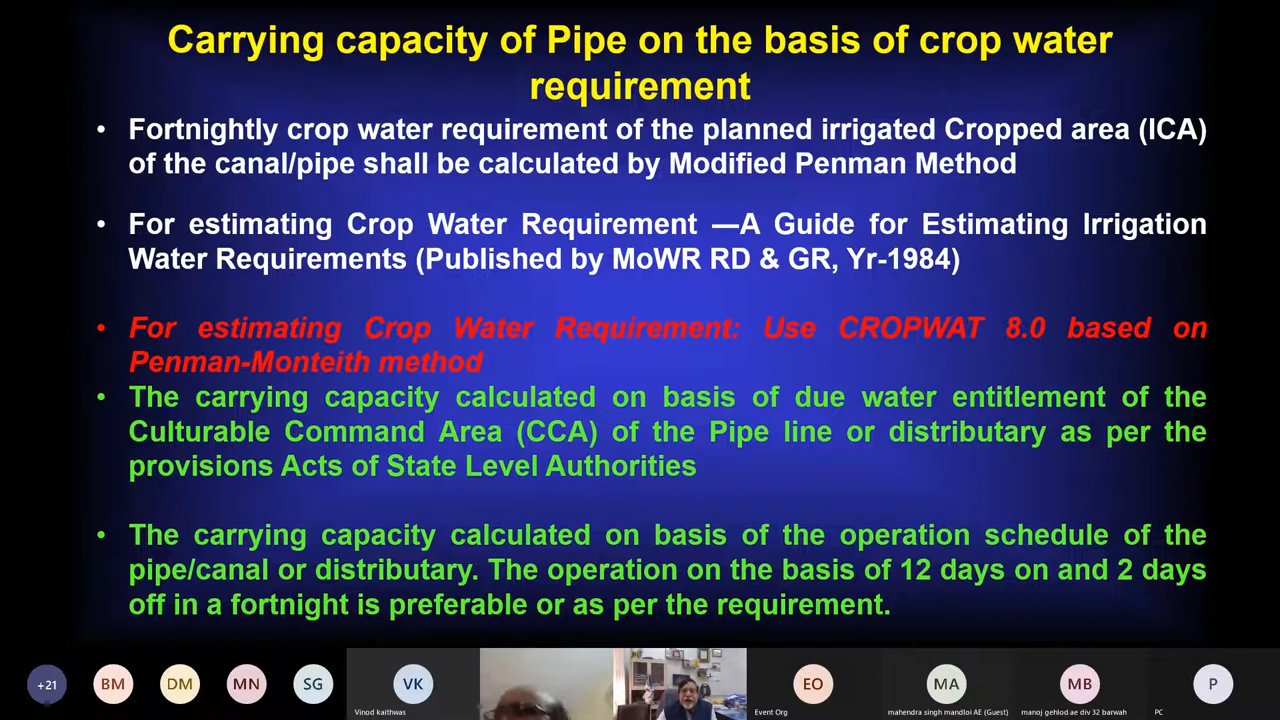 Carrying capacity of Pipe on the basis of crop water
requirement
• Fortnightly crop water requirement of the planned irrigated Cropped area (ICA)
of the canal/pipe shall be calculated by Modified Penman Method
• For estimating Crop Water Requirement —A Guide for Estimating Irrigation
Water Requirements (Published by MoWR RD & GR, Yr-1984)
• For estimating Crop Water Requirement: Use CROPWAT 8.0 based on
Penman-Monteith method
• The carrying capacity calculated on basis of due water entitlement of the
Culturable Command Area (CCA) of the Pipe line or distributary as per the
provisions Acts of State Level Authorities
• The carrying capacity calculated on basis of the operation schedule of the
pipe/canal or distributary. The operation on the basis of 12 days on and 2 days
off in a fortnight is preferable or as per the requirement.
+21 BM DM MN SG VK EO MA MB P
Vinod kaithwas Event Org mahendra singh mandloi AE (Guest) manoj gehlod ae div 32 barwah PC